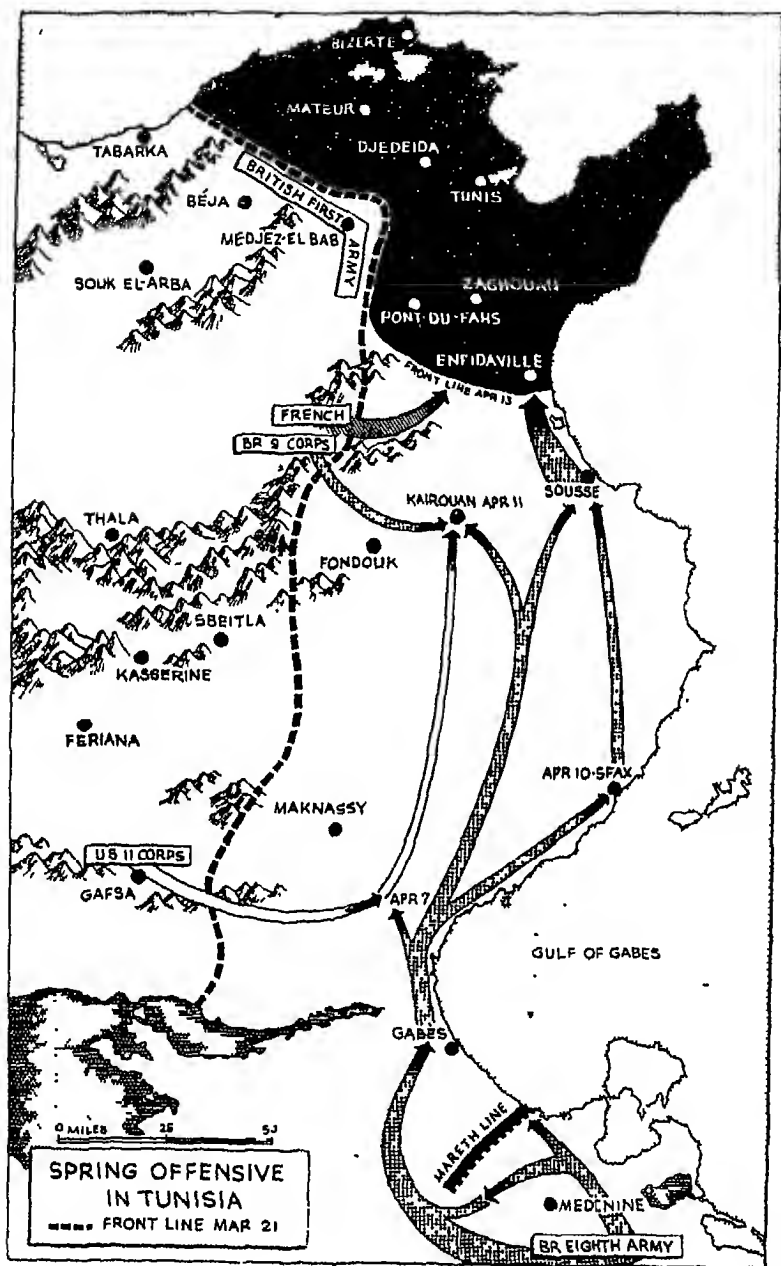 BIZERTE
MATEUR
DJEDEIDA
TUNIS
TABARKA
BÉJA
BRITISH FIRST
ARMY
MEDJEZ-EL BAB
SOUK EL-ARBA
ZAGHOUAN
PONT-DU-FAHS
ENFIDAVILLE
FRONT LINE APR 13
FRENCH
BR 9 CORPS
SOUSSE
KAIROUAN APR 11
THALA
FONDOUK
SBEITLA
KASSERINE
FERIANA
APR 10-SFAX
MAKNASSY
US 11 CORPS
GAFSA
APR 7
GULF OF GABES
GABES
0 MILES 25 50
MARETH LINE
SPRING OFFENSIVE
IN TUNISIA
FRONT LINE MAR 21
MEDENINE
BR EIGHTH ARMY